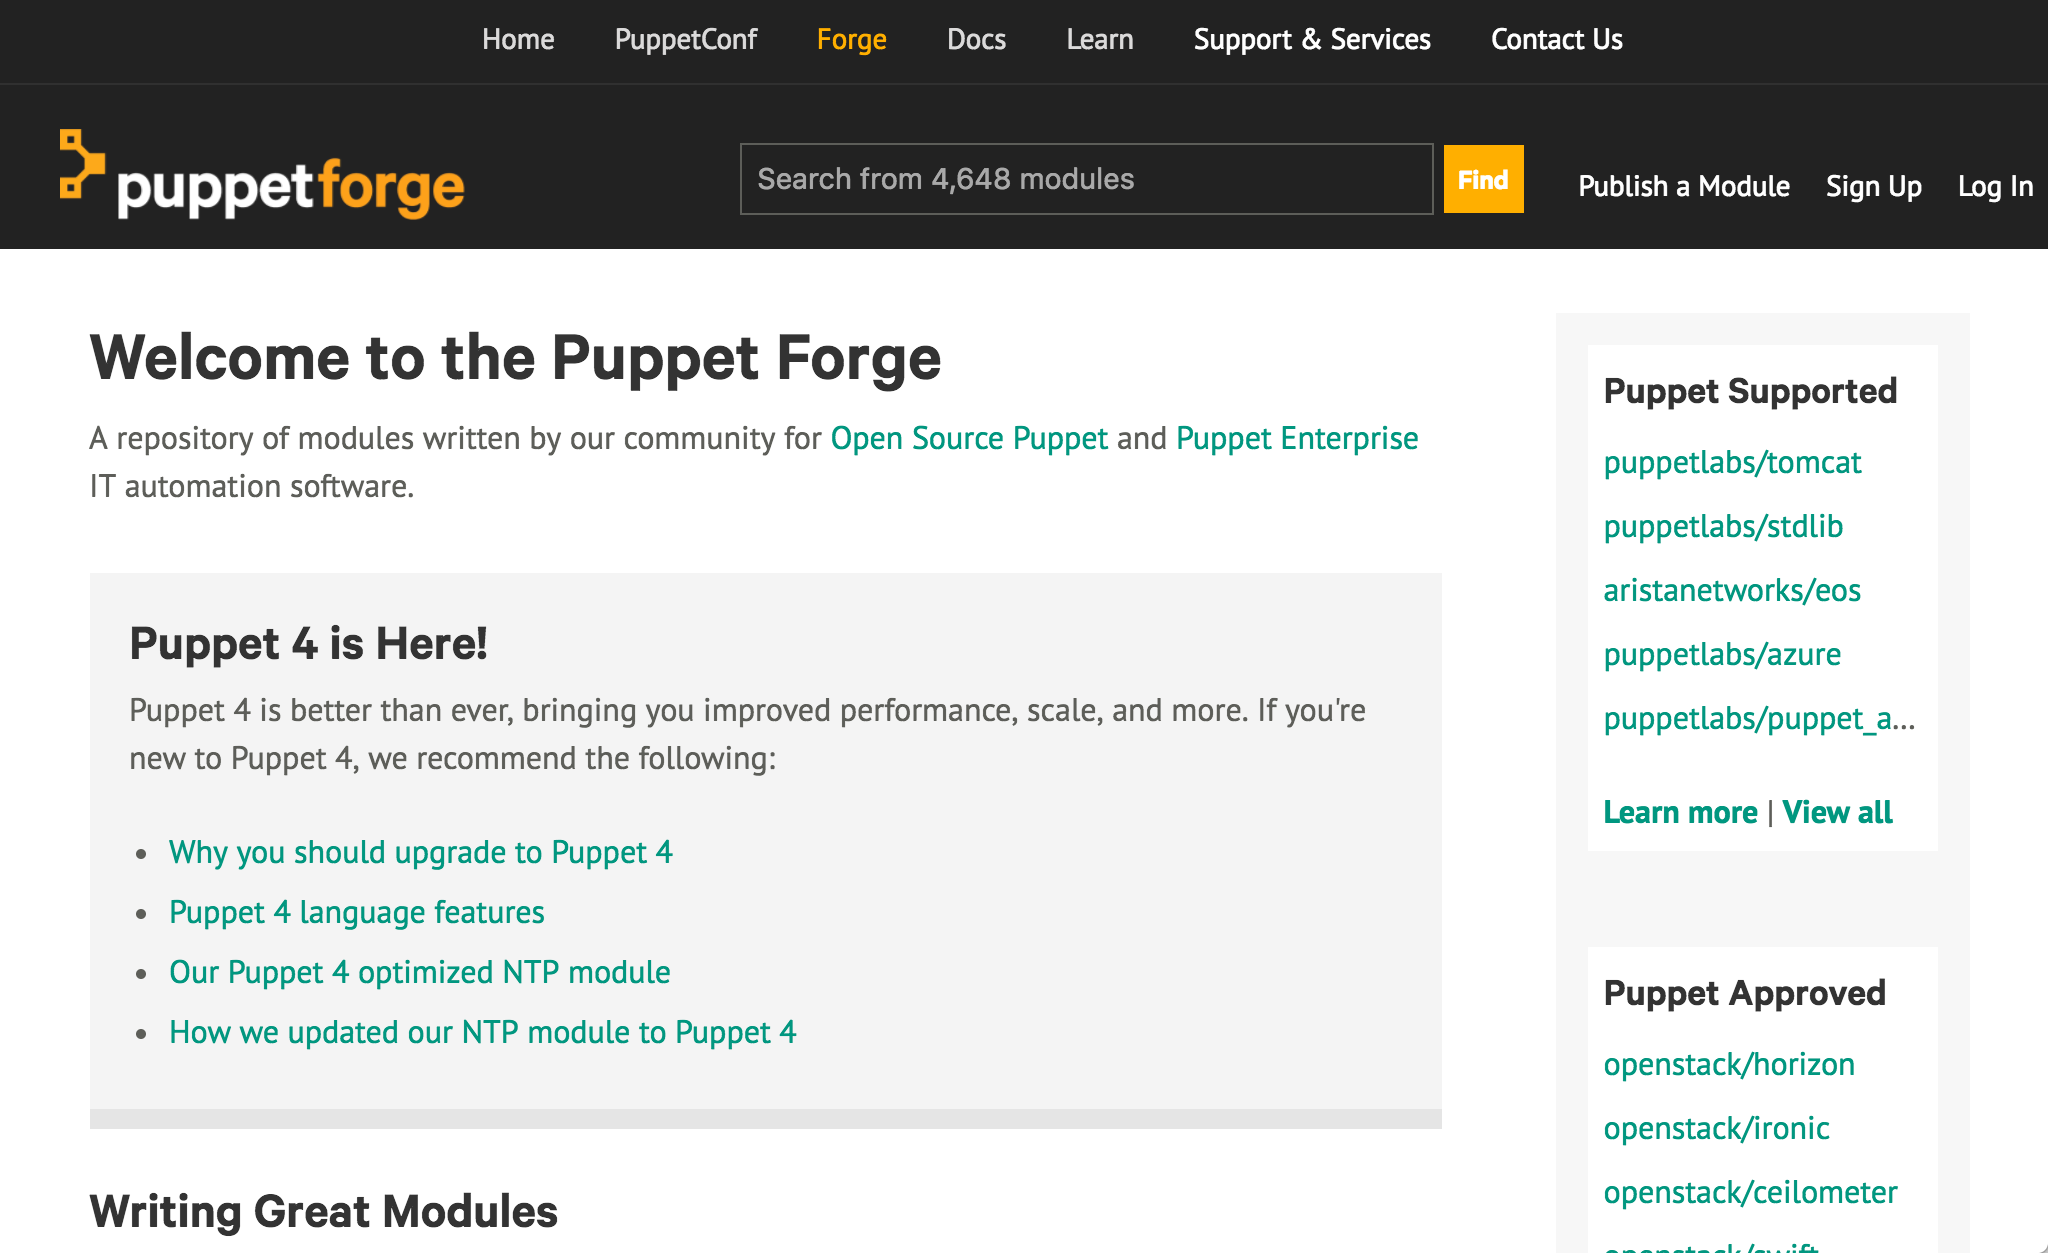 Home PuppetConf Forge Docs Learn Support & Services Contact Us
puppetforge
Search from 4,648 modules
Find
Publish a Module Sign Up Log In
Welcome to the Puppet Forge
A repository of modules written by our community for Open Source Puppet and Puppet Enterprise
IT automation software.
Puppet 4 is Here!
Puppet 4 is better than ever, bringing you improved performance, scale, and more. If you're
new to Puppet 4, we recommend the following:
• Why you should upgrade to Puppet 4
• Puppet 4 language features
• Our Puppet 4 optimized NTP module
• How we updated our NTP module to Puppet 4
Writing Great Modules
Puppet Supported
puppetlabs/tomcat
puppetlabs/stdlib
aristanetworks/eos
puppetlabs/azure
puppetlabs/puppet_a...
Learn more | View all
Puppet Approved
openstack/horizon
openstack/ironic
openstack/ceilometer
openstack/swift